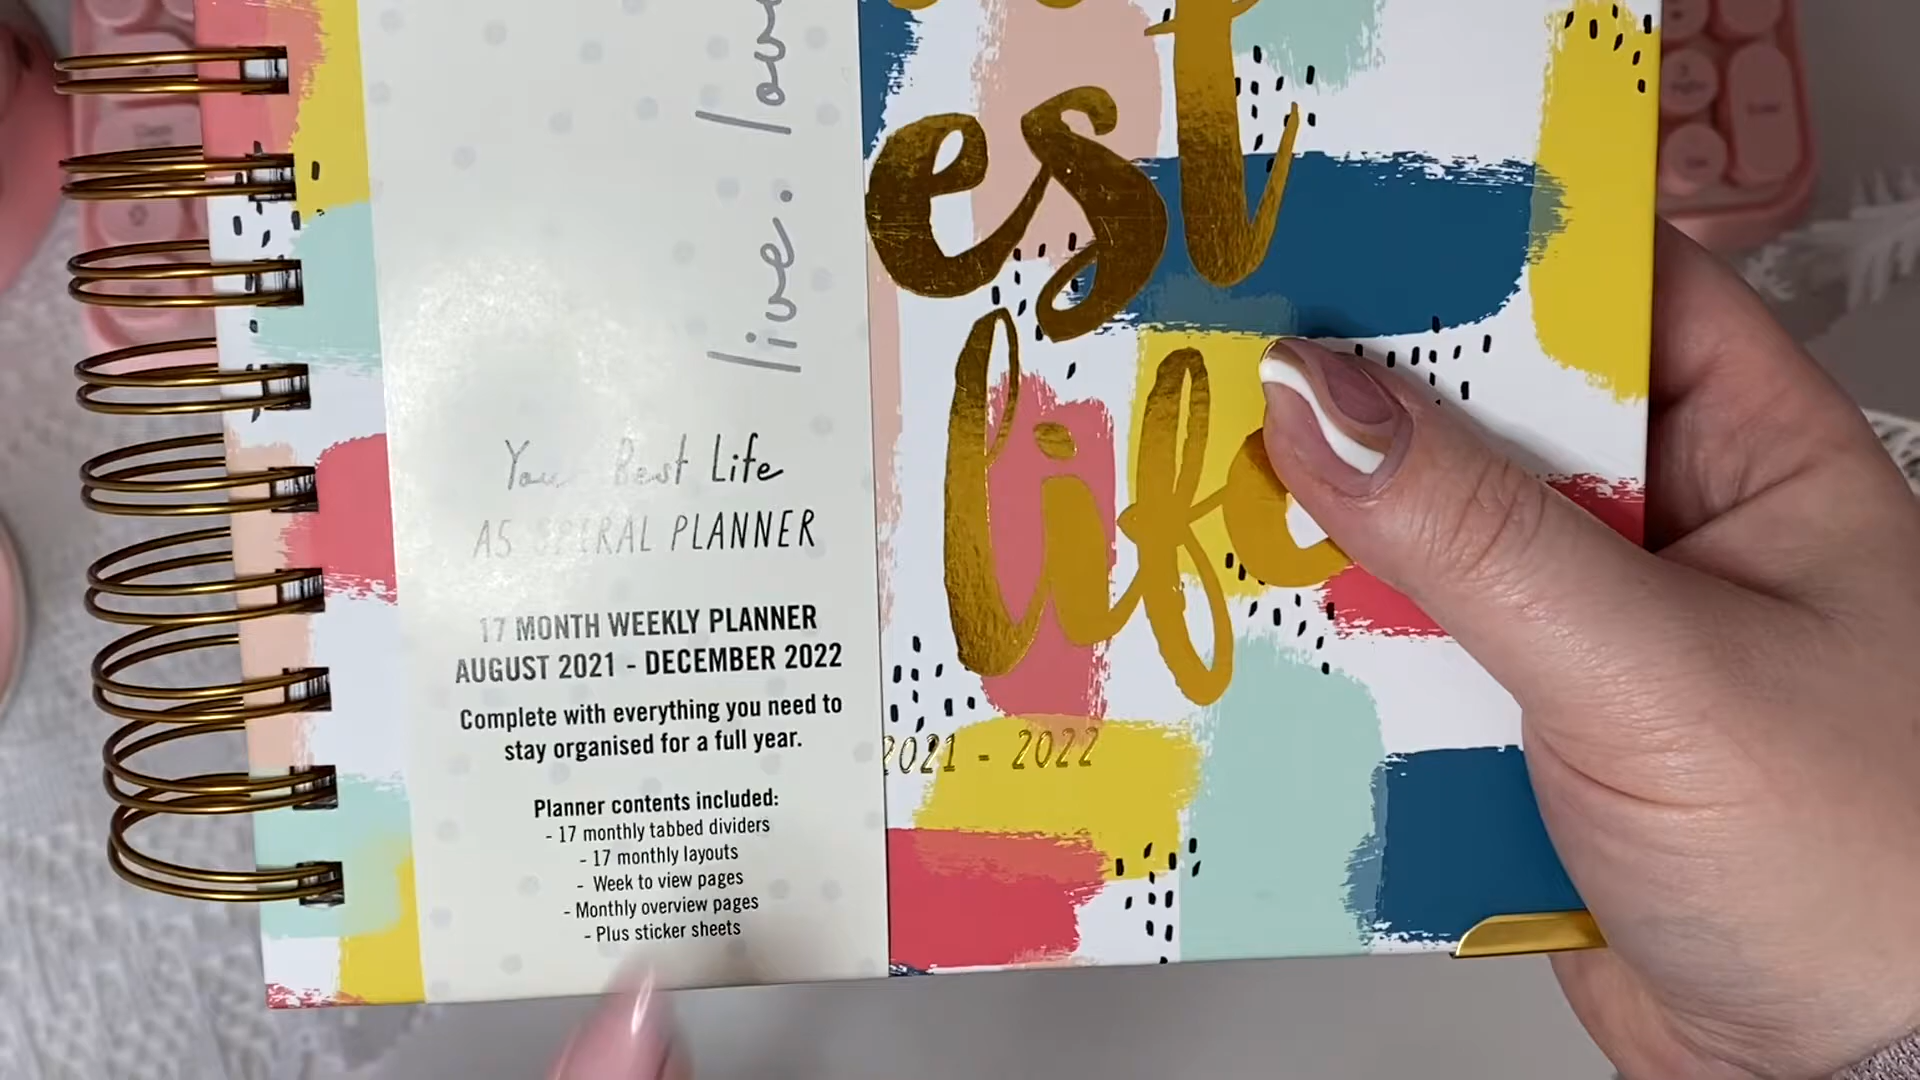 live. love
Your Best Life
A5 SPIRAL PLANNER
17 MONTH WEEKLY PLANNER
AUGUST 2021 - DECEMBER 2022
Complete with everything you need to
stay organised for a full year.
Planner contents included:
- 17 monthly tabbed dividers
- 17 monthly layouts
- Week to view pages
- Monthly overview pages
- Plus sticker sheets
est
life
2021 - 2022